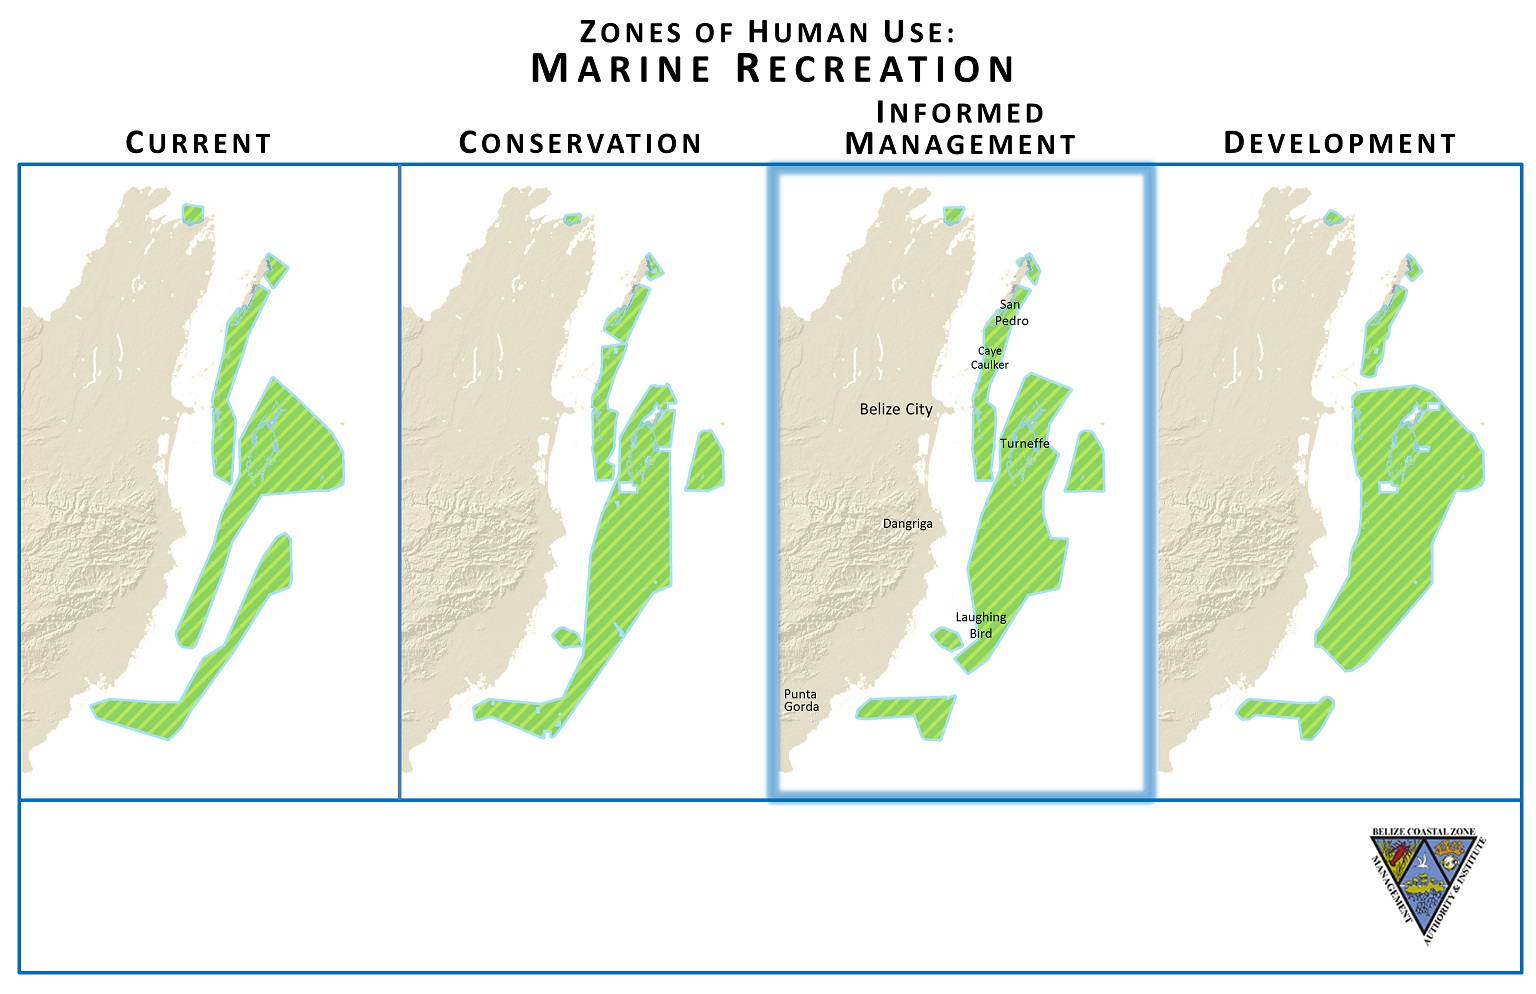 ZONES OF HUMAN USE:
MARINE RECREATION
CURRENT
CONSERVATION
INFORMED
MANAGEMENT
DEVELOPMENT
San
Pedro
Caye
Caulker
Belize City
Turneffe
Dangriga
Laughing
Bird
Punta
Gorda
BELIZE COASTAL ZONE
MANAGEMENT
AUTHORITY & INSTITUTE